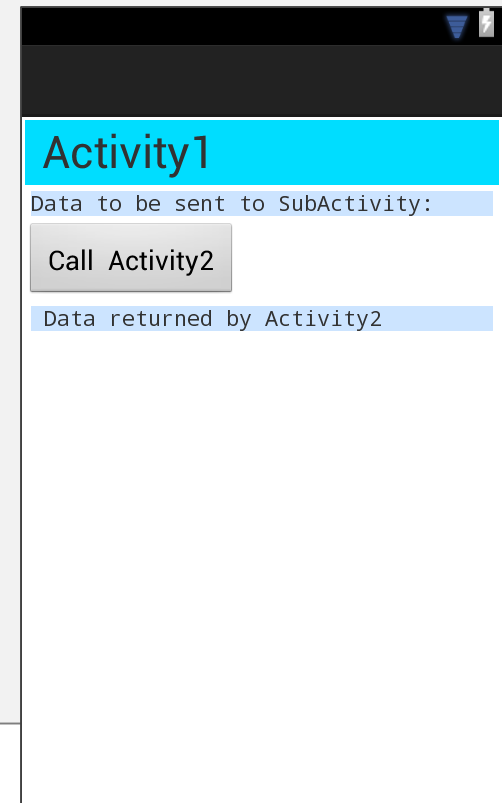 Activity1
Data to be sent to SubActivity:
Call Activity2
Data returned by Activity2